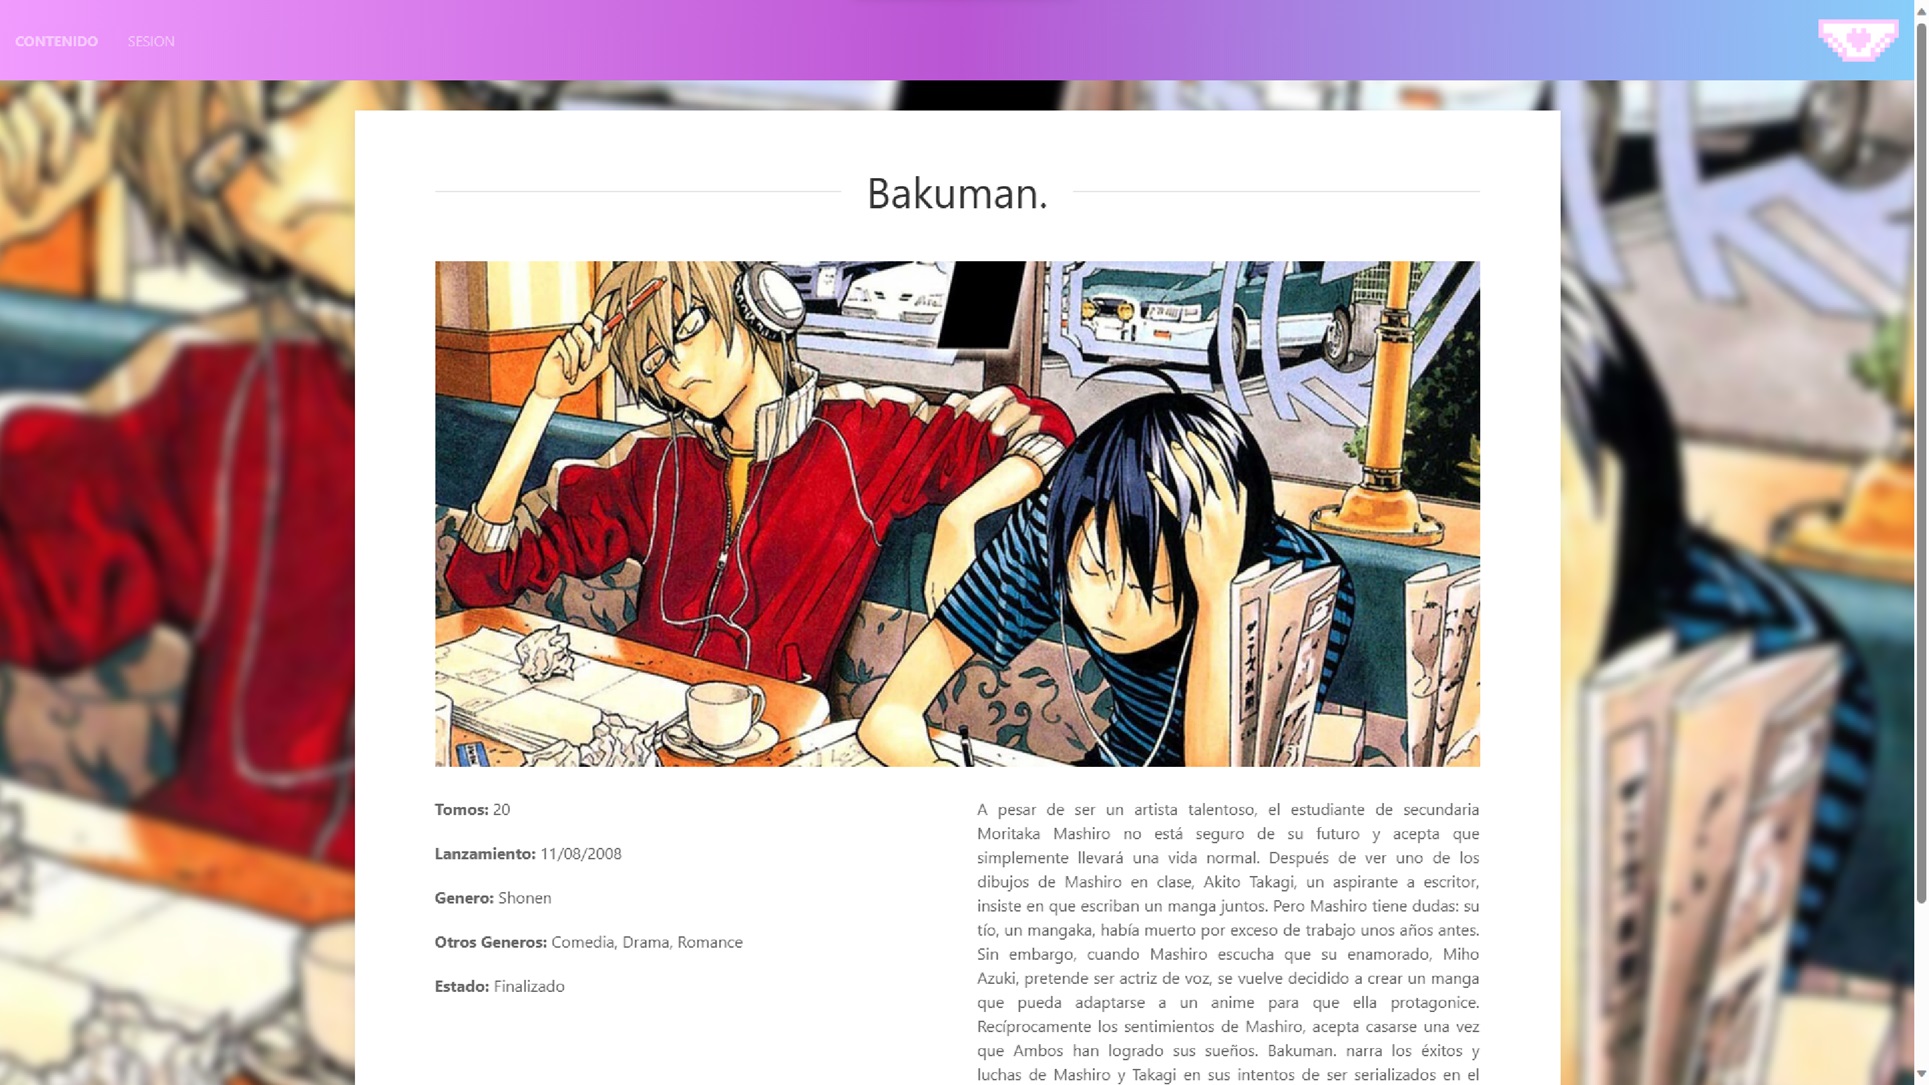 CONTENIDO SESION
Bakuman.
Tomos: 20
Lanzamiento: 11/08/2008
Genero: Shonen
Otros Generos: Comedia, Drama, Romance
Estado: Finalizado
A pesar de ser un artista talentoso, el estudiante de secundaria
Moritaka Mashiro no está seguro de su futuro y acepta que
simplemente llevará una vida normal. Después de ver uno de los
dibujos de Mashiro en clase, Akito Takagi, un aspirante a escritor,
insiste en que escriban un manga juntos. Pero Mashiro tiene dudas: su
tío, un mangaka, había muerto por exceso de trabajo unos años antes.
Sin embargo, cuando Mashiro escucha que su enamorado, Miho
Azuki, pretende ser actriz de voz, se vuelve decidido a crear un manga
que pueda adaptarse a un anime para que ella protagonice.
Recíprocamente los sentimientos de Mashiro, acepta casarse una vez
que Ambos han logrado sus sueños. Bakuman. narra los éxitos y
luchas de Mashiro y Takagi en sus intentos de ser serializados en el